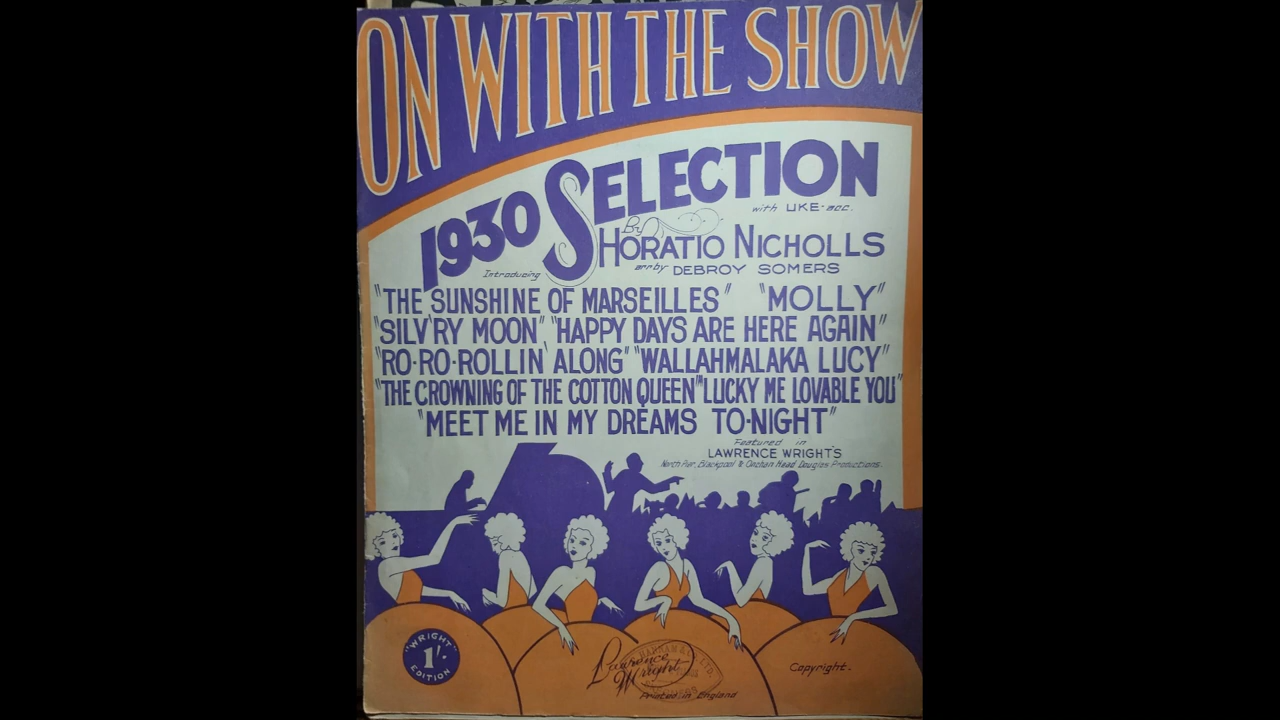 ON WITH THE SHOW
1930 SELECTION
with UKE-acc.
By
HORATIO NICHOLLS
arr by DEBROY SOMERS
Introducing
"THE SUNSHINE OF MARSEILLES" "MOLLY"
"SILV'RY MOON" "HAPPY DAYS ARE HERE AGAIN"
"RO-RO-ROLLIN' ALONG" "WALLAHMALAKA LUCY"
"THE CROWNING OF THE COTTON QUEEN" "LUCKY ME LOVABLE YOU"
"MEET ME IN MY DREAMS TO-NIGHT"
Featured in
LAWRENCE WRIGHT'S
North Pier, Blackpool & Onchan Head Douglas Productions.
"WRIGHT"
1/-
EDITION
Lawrence
Wright
Copyright.
Printed in England